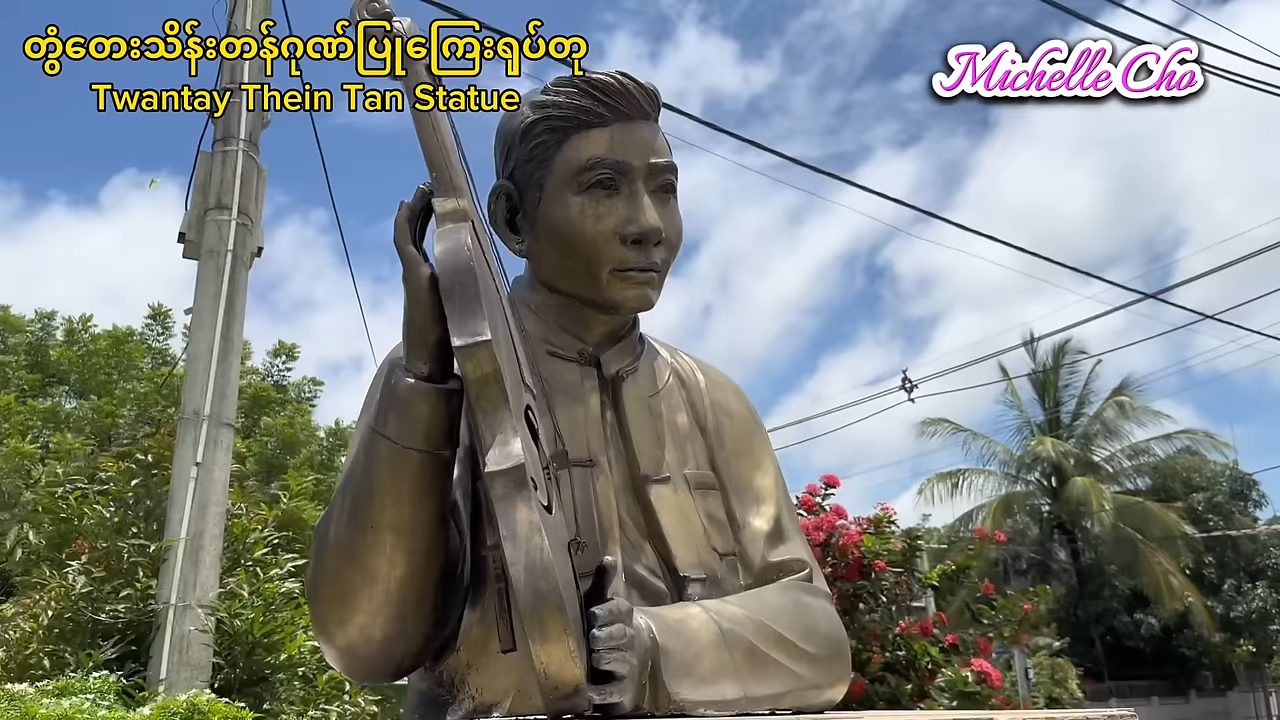 တွံတေးသိန်းတန်ဂုဏ်ပြုကြေးရုပ်တု
Twantay Thein Tan Statue
Michelle Cho